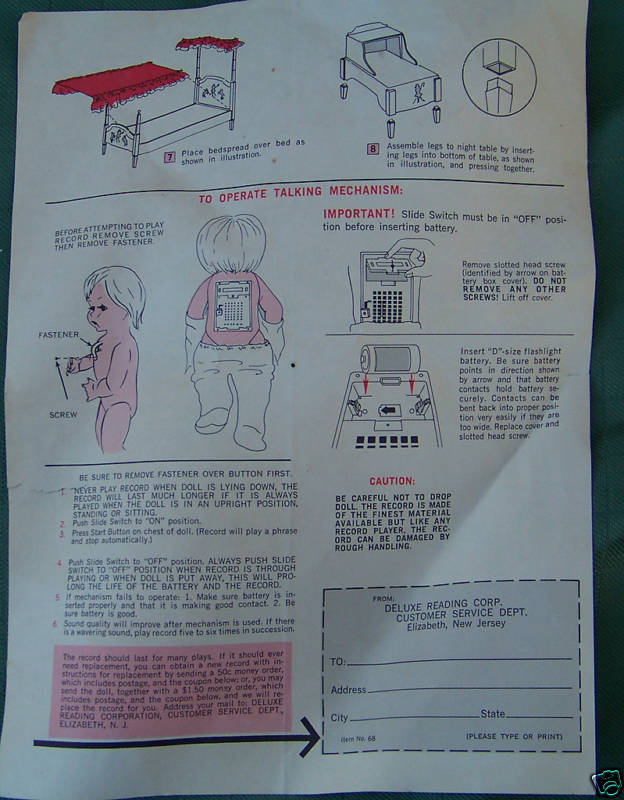 7 Place bedspread over bed as
shown in illustration.
8 Assemble legs to night table by insert-
ing legs into bottom of table, as shown
in illustration, and pressing together.
TO OPERATE TALKING MECHANISM:
BEFORE ATTEMPTING TO PLAY
RECORD REMOVE SCREW
THEN REMOVE FASTENER.
FASTENER
SCREW
IMPORTANT! Slide Switch must be in "OFF" posi-
tion before inserting battery.
Remove slotted head screw
(identified by arrow on bat-
tery box cover). DO NOT
REMOVE ANY OTHER
SCREWS! Lift off cover.
Insert "D"-size flashlight
battery. Be sure battery
points in direction shown
by arrow and that battery
contacts hold battery se-
curely. Contacts can be
bent back into proper posi-
tion very easily if they are
too wide. Replace cover and
slotted head screw.
BE SURE TO REMOVE FASTENER OVER BUTTON FIRST.
1. NEVER PLAY RECORD WHEN DOLL IS LYING DOWN, THE
RECORD WILL LAST MUCH LONGER IF IT IS ALWAYS
PLAYED WHEN THE DOLL IS IN AN UPRIGHT POSITION,
STANDING OR SITTING.
2. Push Slide Switch to "ON" position.
3. Press Start Button on chest of doll. (Record will play a phrase
and stop automatically.)
4. Push Slide Switch to "OFF" position. ALWAYS PUSH SLIDE
SWITCH TO "OFF" POSITION WHEN RECORD IS THROUGH
PLAYING OR WHEN DOLL IS PUT AWAY, THIS WILL PRO-
LONG THE LIFE OF THE BATTERY AND THE RECORD.
5. If mechanism fails to operate: 1. Make sure battery is in-
serted properly and that it is making good contact. 2. Be
sure battery is good.
6. Sound quality will improve after mechanism is used. If there
is a wavering sound, play record five to six times in succession.
The record should last for many plays. If it should ever
need replacement, you can obtain a new record with in-
structions for replacement by sending a 50c money order,
which includes postage, and the coupon below; or, you may
send the doll, together with a $1.50 money order, which
includes postage, and the coupon below, and we will re-
place the record for you. Address your mail to: DELUXE
READING CORPORATION, CUSTOMER SERVICE DEPT.,
ELIZABETH, N. J.
CAUTION:
BE CAREFUL NOT TO DROP
DOLL. THE RECORD IS MADE
OF THE FINEST MATERIAL
AVAILABLE BUT LIKE ANY
RECORD PLAYER, THE REC-
ORD CAN BE DAMAGED BY
ROUGH HANDLING.
FROM:
DELUXE READING CORP.
CUSTOMER SERVICE DEPT.
Elizabeth, New Jersey
TO:
Address
City State
Item No. 68 (PLEASE TYPE OR PRINT)